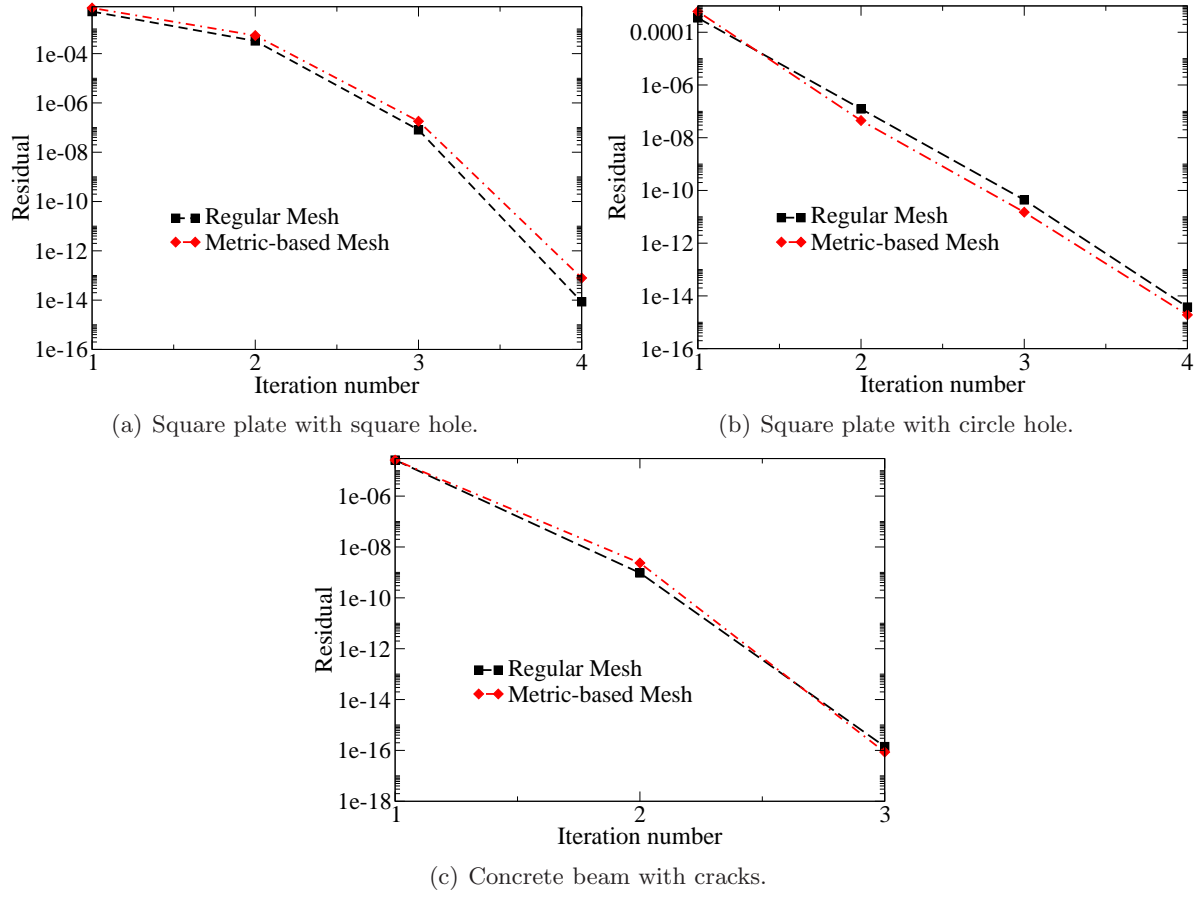 1e-04
1e-06
1e-08
1e-10
1e-12
1e-14
1e-16
Residual
Regular Mesh
Metric-based Mesh
1 2 3 4
Iteration number
(a) Square plate with square hole.
0.0001
1e-06
1e-08
1e-10
1e-12
1e-14
1e-16
Residual
Regular Mesh
Metric-based Mesh
1 2 3 4
Iteration number
(b) Square plate with circle hole.
1e-06
1e-08
1e-10
1e-12
1e-14
1e-16
1e-18
Residual
Regular Mesh
Metric-based Mesh
1 2 3
Iteration number
(c) Concrete beam with cracks.